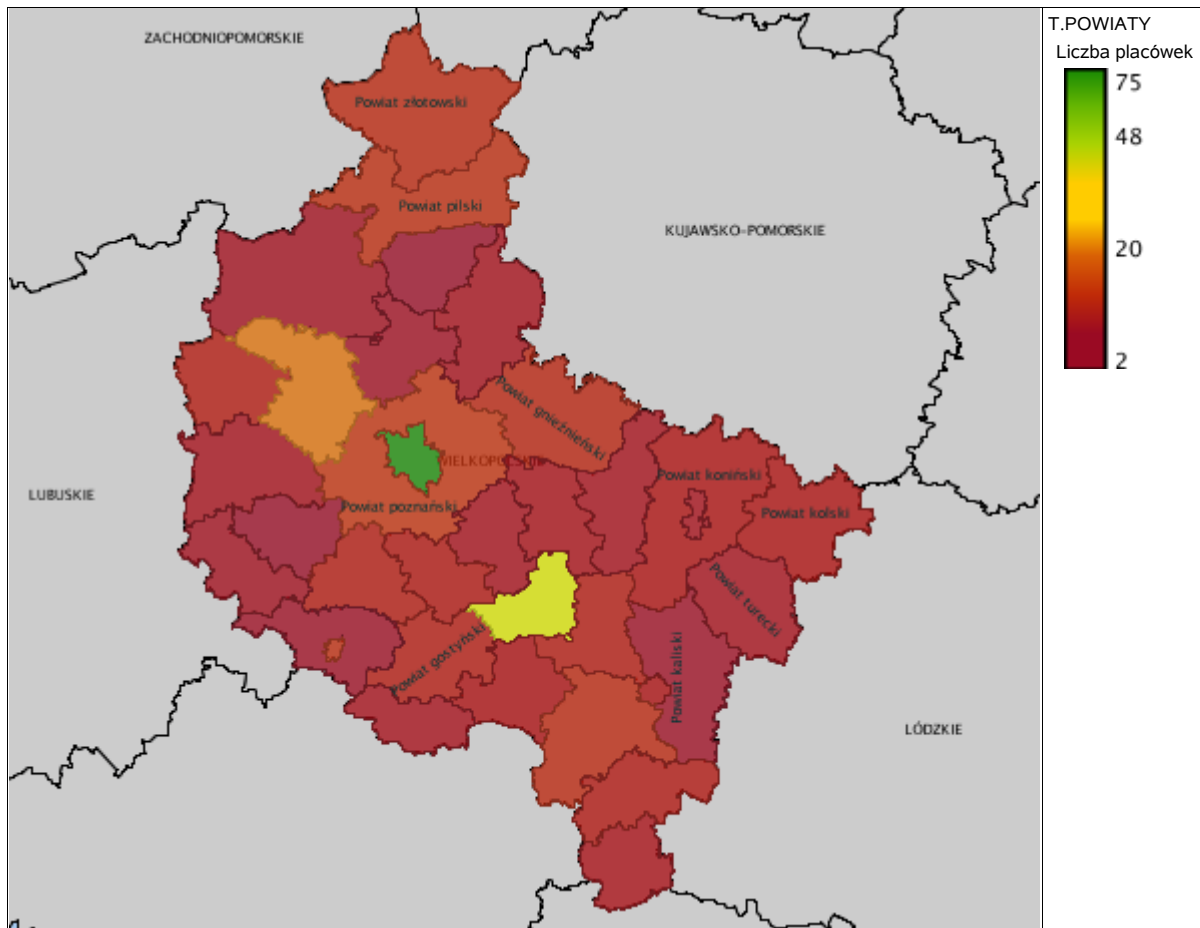 ZACHODNIOPOMORSKIE
Powiat złotowski
Powiat pilski
KUJAWSKO-POMORSKIE
Powiat gnieźnieński
WIELKOPOLSKIE
Powiat koniński
LUBUSKIE
Powiat poznański
Powiat kolski
Powiat turecki
Powiat gostyński
Powiat kaliski
LÓDZKIE
T.POWIATY
Liczba placówek
75
48
20
2